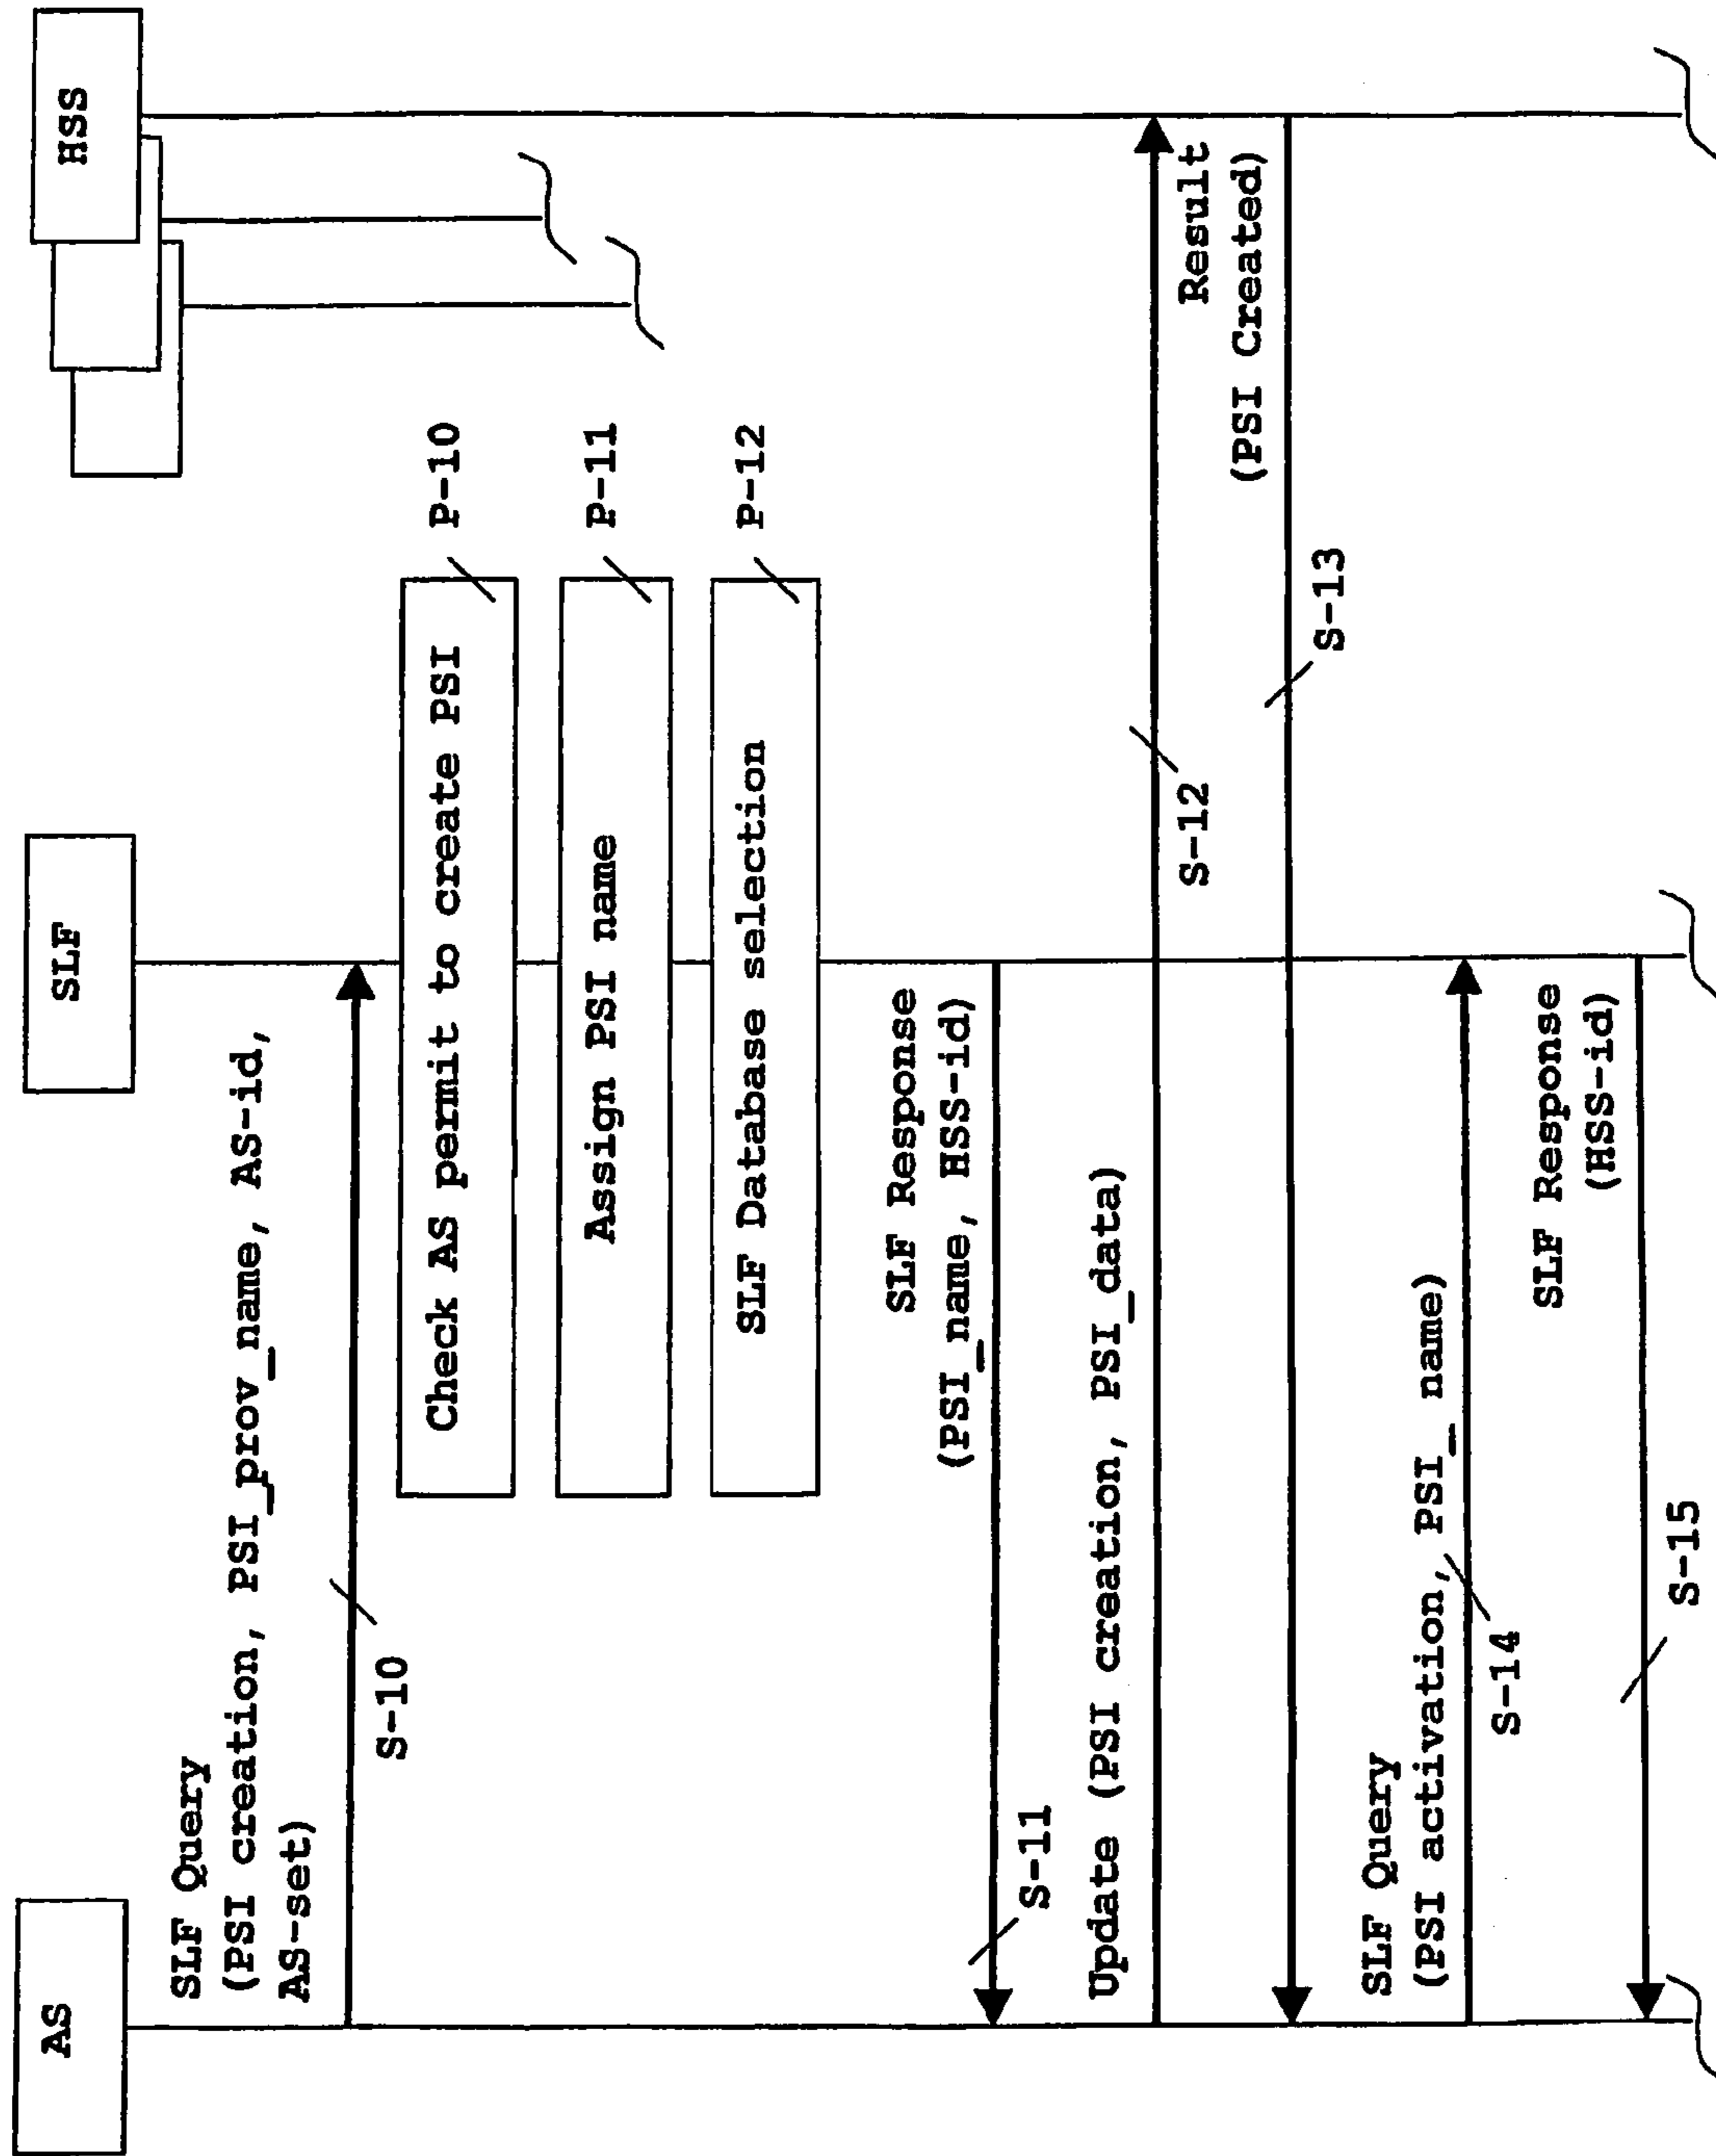 AS
SLF
HSS
SLF Query
(PSI creation, PSI_prov_name, AS-id,
AS-set)
S-10
Check AS permit to create PSI
P-10
Assign PSI name
P-11
SLF Database selection
P-12
SLF Response
(PSI_name, HSS-id)
S-11
Update (PSI creation, PSI_data)
S-12
Result
(PSI Created)
S-13
SLF Query
(PSI activation, PSI_ name)
S-14
SLF Response
(HSS-id)
S-15